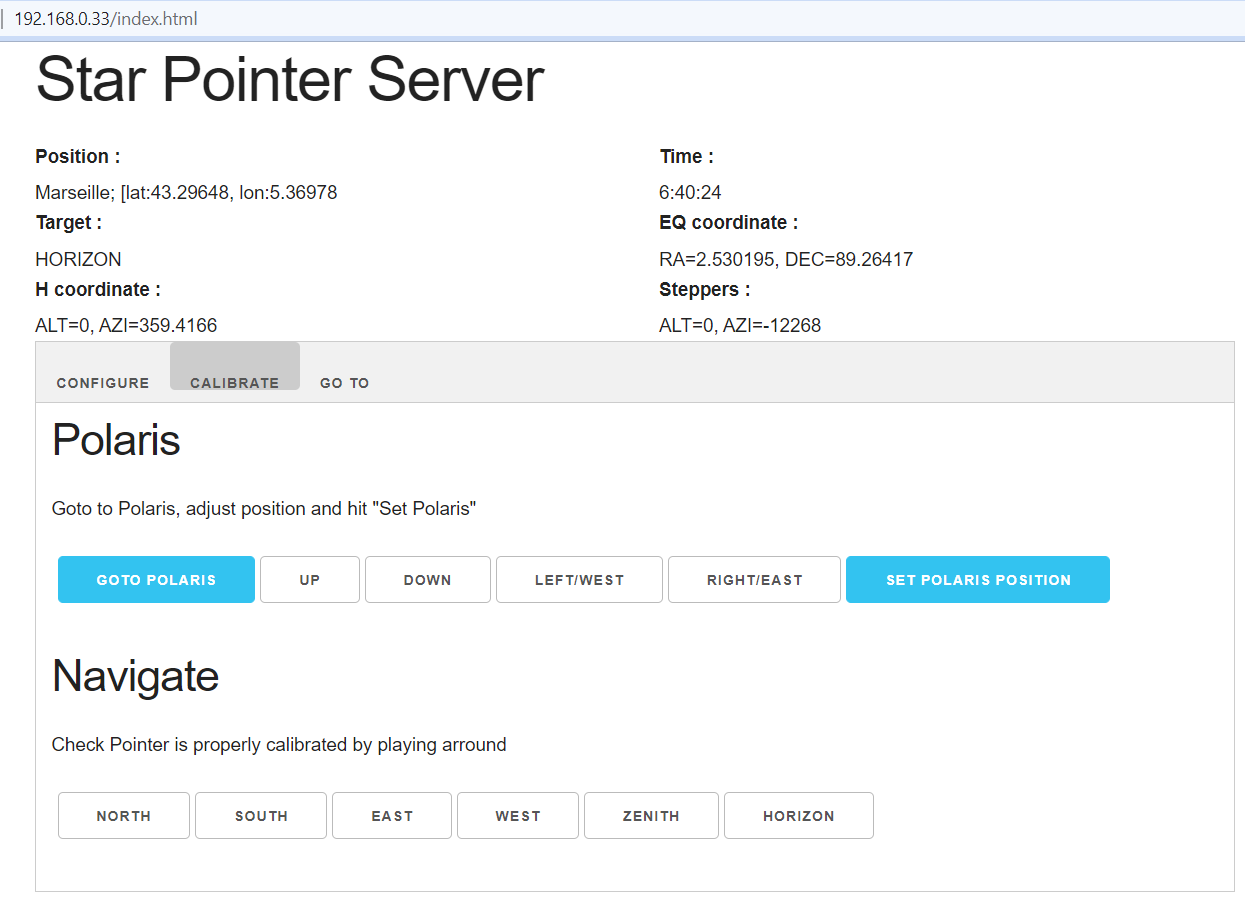 192.168.0.33/index.html
Star Pointer Server
Position :
Marseille; [lat:43.29648, lon:5.36978
Time :
6:40:24
Target :
HORIZON
EQ coordinate :
RA=2.530195, DEC=89.26417
H coordinate :
ALT=0, AZI=359.4166
Steppers :
ALT=0, AZI=-12268
CONFIGURE CALIBRATE GO TO
Polaris
Goto to Polaris, adjust position and hit "Set Polaris"
GOTO POLARIS UP DOWN LEFT/WEST RIGHT/EAST SET POLARIS POSITION
Navigate
Check Pointer is properly calibrated by playing arround
NORTH SOUTH EAST WEST ZENITH HORIZON